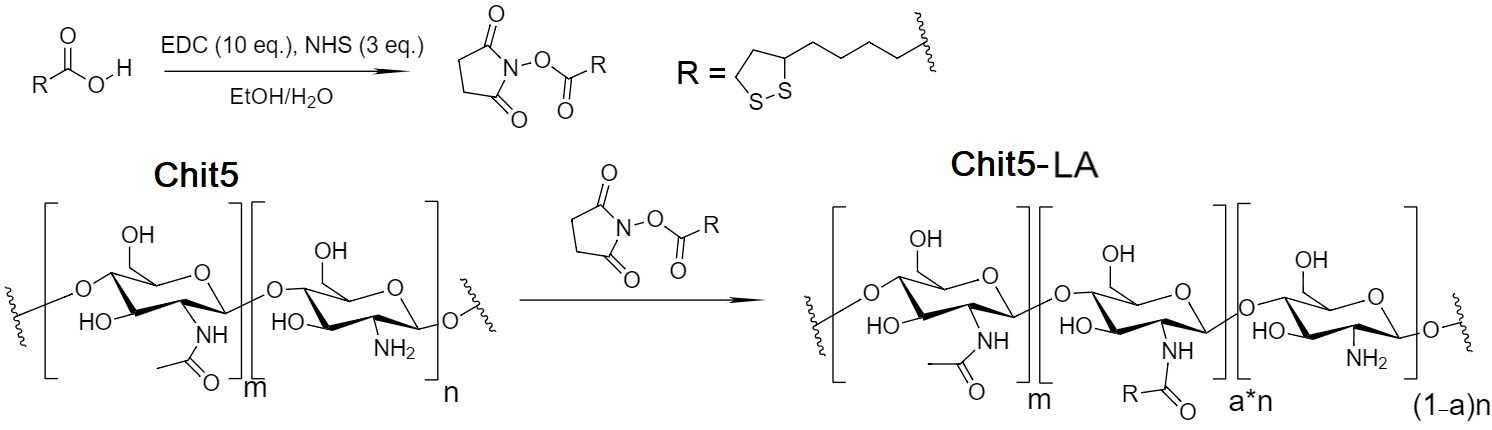 EDC (10 eq.), NHS (3 eq.)
EtOH/H₂O
O
R
O
H
O
N
O
R
O
O
R =
S
S
Chit5
Chit5-LA
O
N
O
R
O
O
OH
O
O
HO
NH
O
m
OH
O
O
HO
NH₂
O
n
OH
O
O
HO
NH
O
m
OH
O
O
HO
NH
R
O
a*n
OH
O
O
HO
NH₂
O
(1–a)n